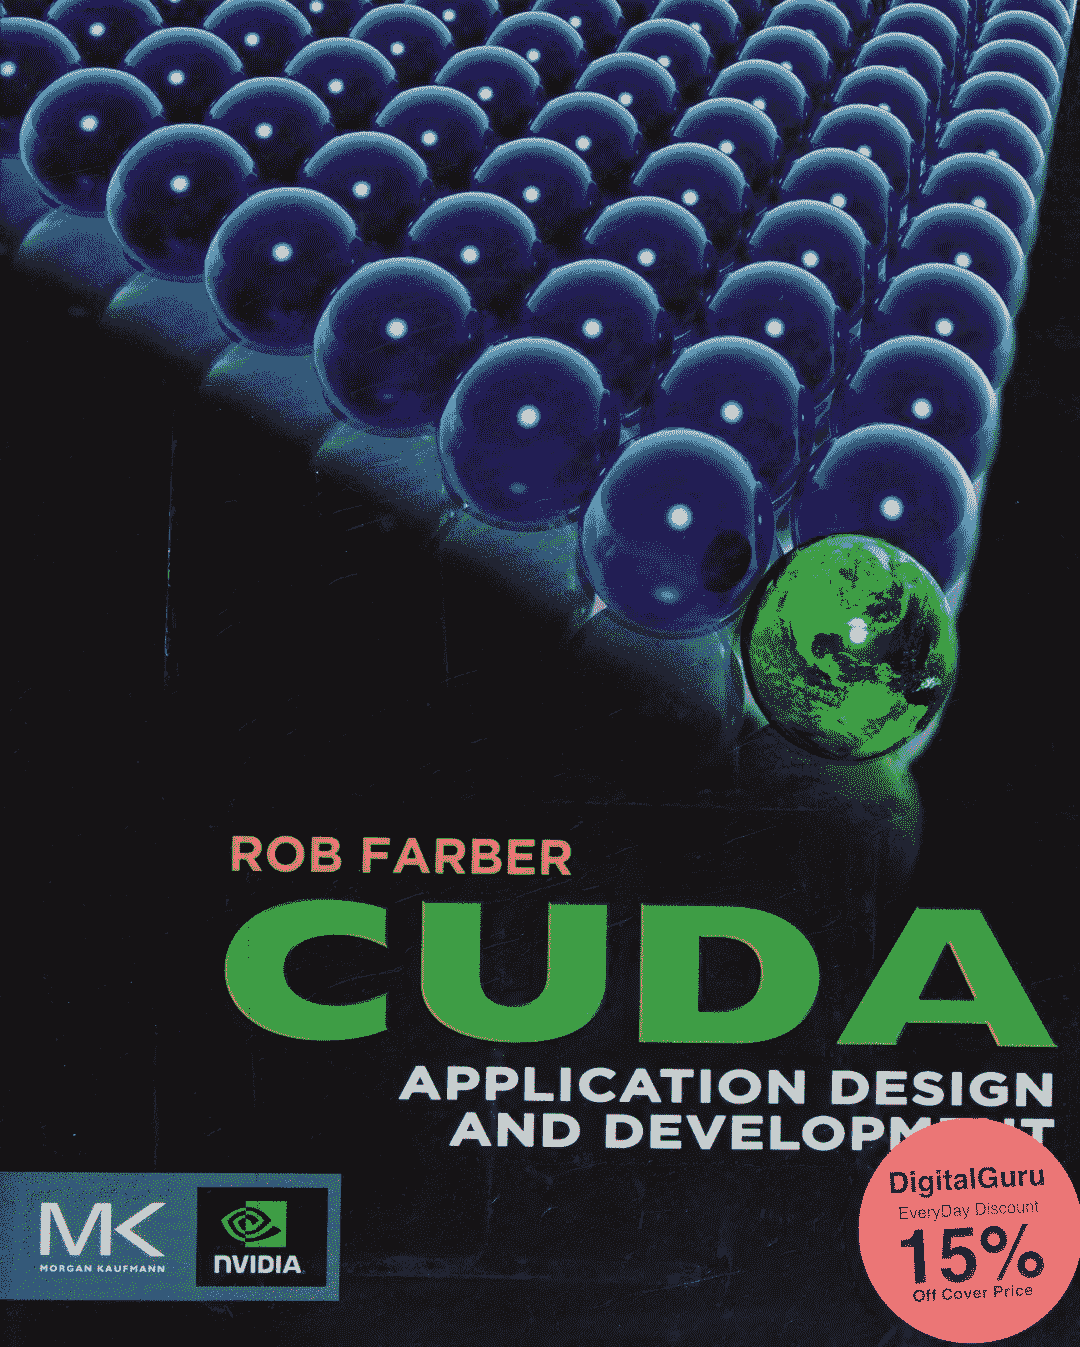 ROB FARBER
CUDA
APPLICATION DESIGN
AND
MK
MORGAN KAUFMANN
NVIDIA
DigitalGuru
EveryDay Discount
15%
Off Cover Price